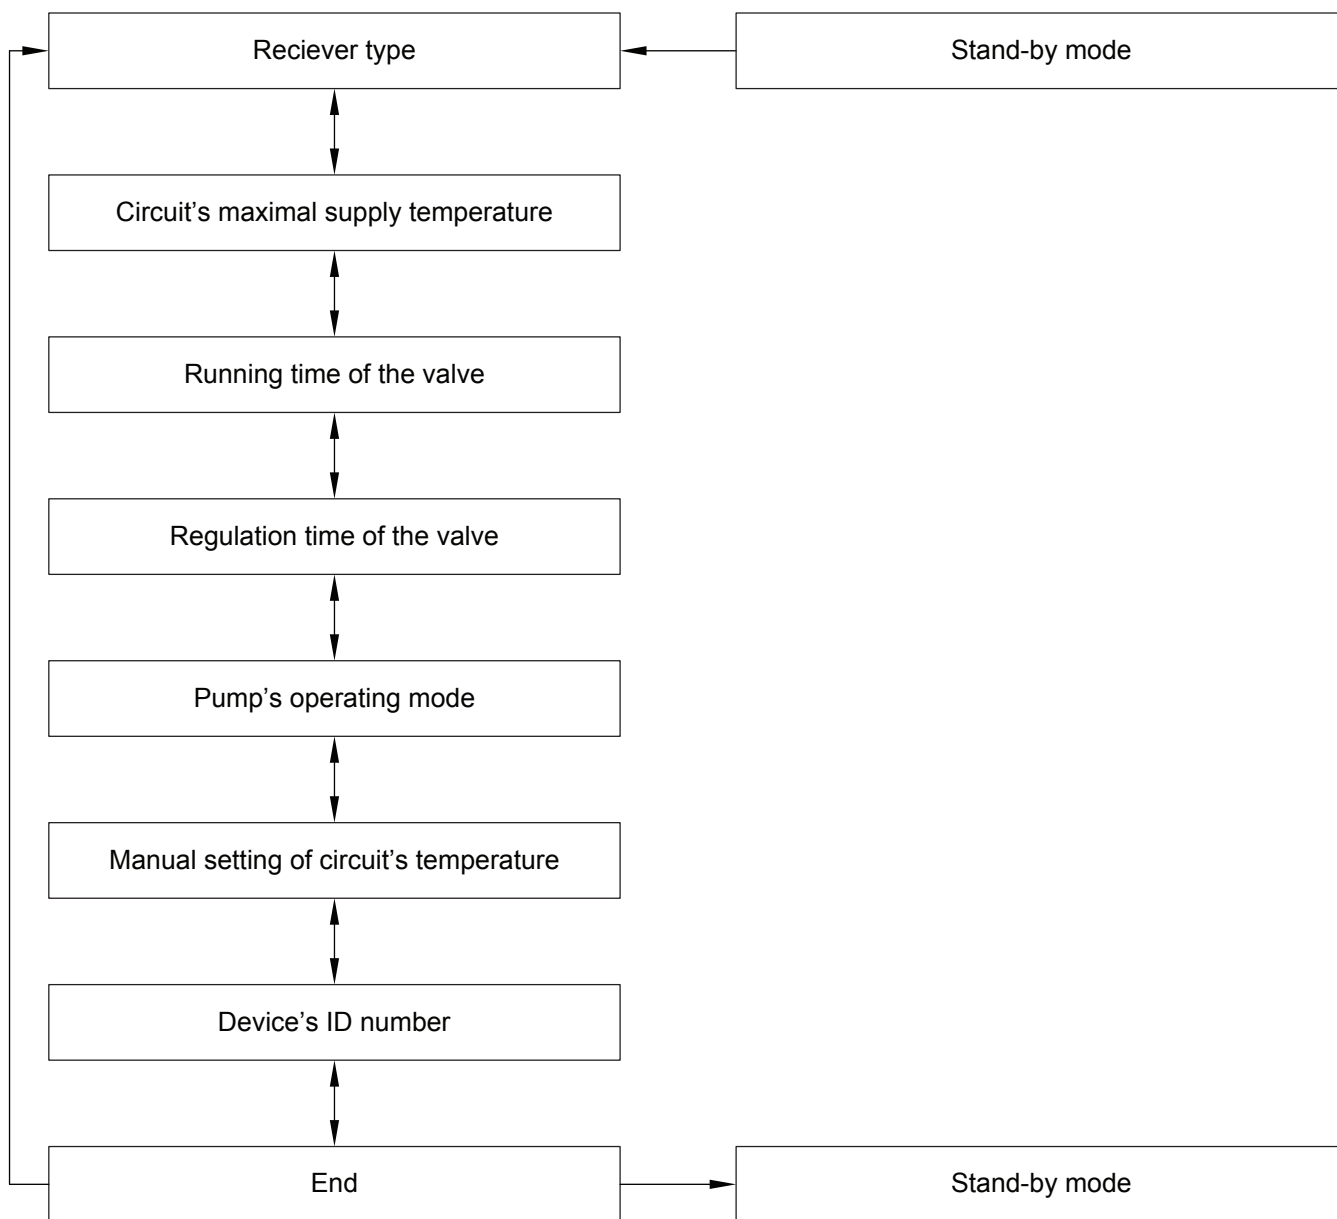 Reciever type
Stand-by mode
Circuit’s maximal supply temperature
Running time of the valve
Regulation time of the valve
Pump’s operating mode
Manual setting of circuit’s temperature
Device’s ID number
End
Stand-by mode